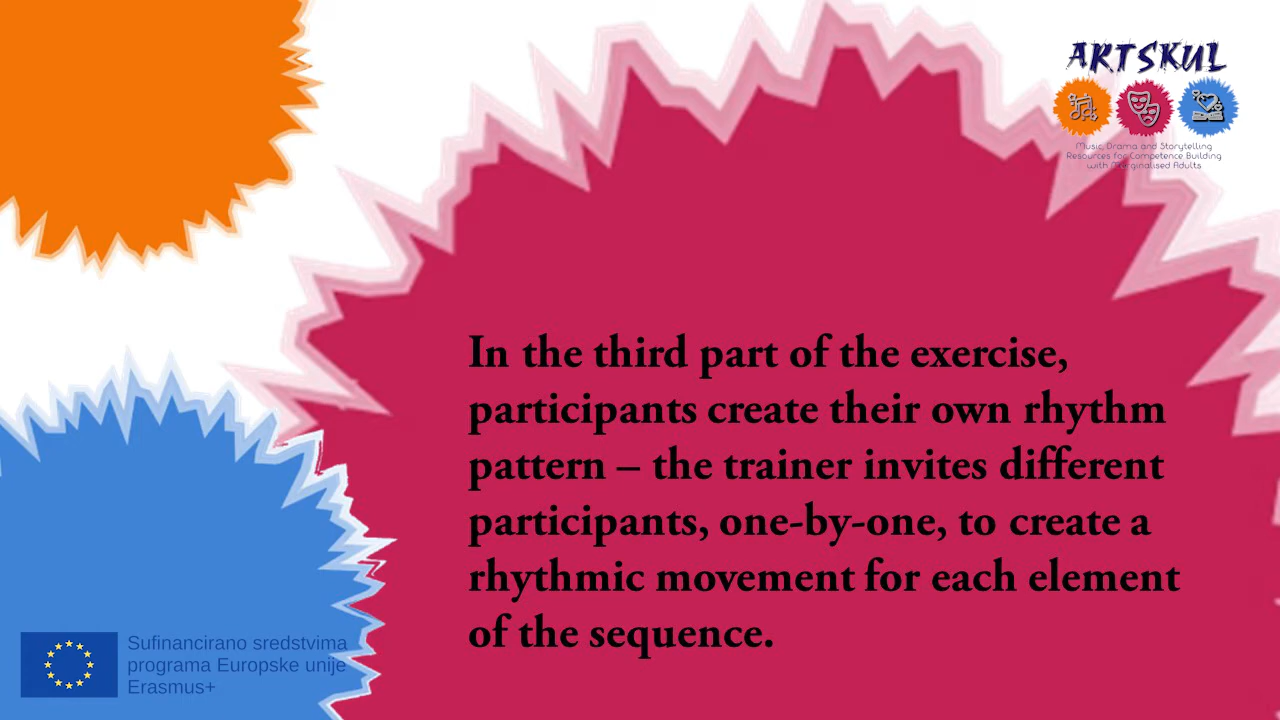 ARTSKUL
Music, Drama and Storytelling
Resources for Competence Building
with Marginalised Adults
In the third part of the exercise,
participants create their own rhythm
pattern – the trainer invites different
participants, one-by-one, to create a
rhythmic movement for each element
of the sequence.
Sufinancirano sredstvima
programa Europske unije
Erasmus+